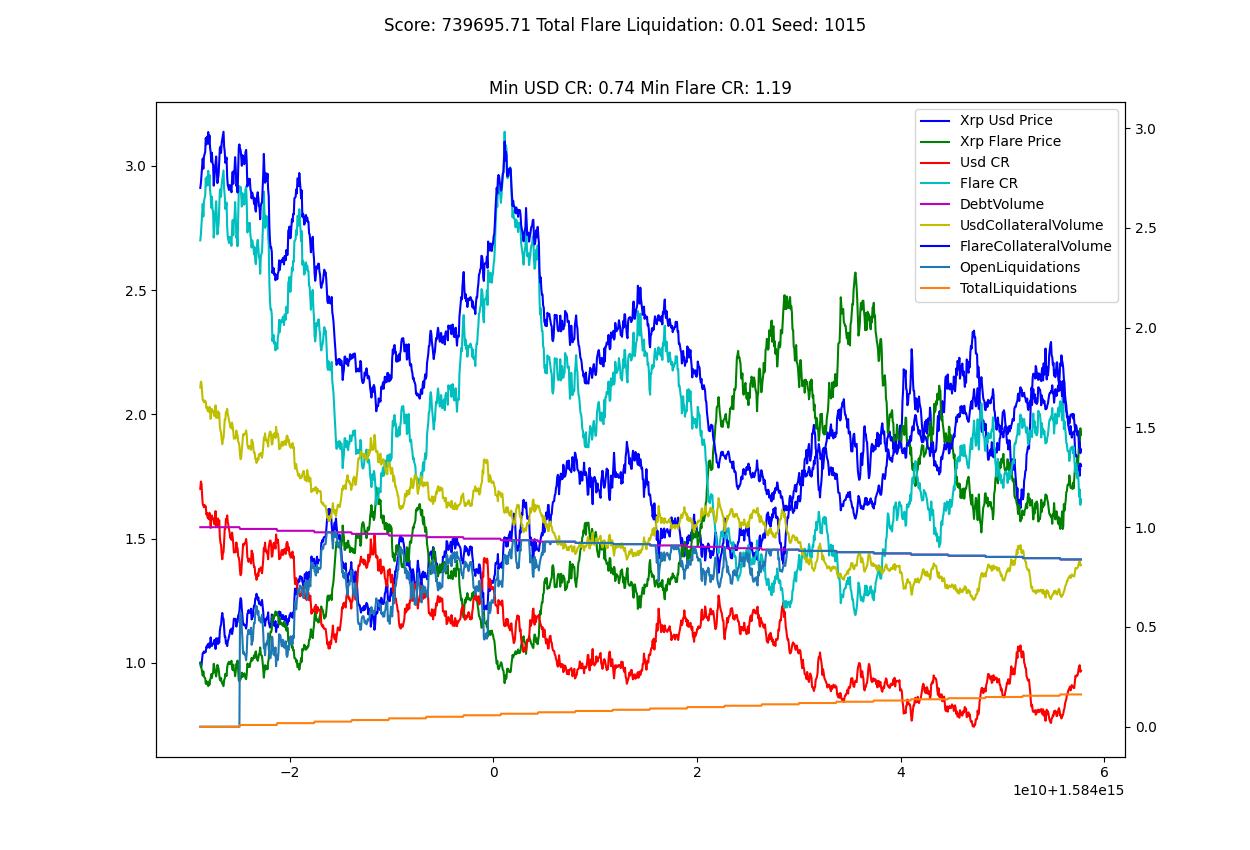 Score: 739695.71 Total Flare Liquidation: 0.01 Seed: 1015
Min USD CR: 0.74 Min Flare CR: 1.19
Xrp Usd Price
Xrp Flare Price
Usd CR
Flare CR
DebtVolume
UsdCollateralVolume
FlareCollateralVolume
OpenLiquidations
TotalLiquidations
3.0
2.5
2.0
1.5
1.0
3.0
2.5
2.0
1.5
1.0
0.5
0.0
−2 0 2 4 6
1e10+1.584e15